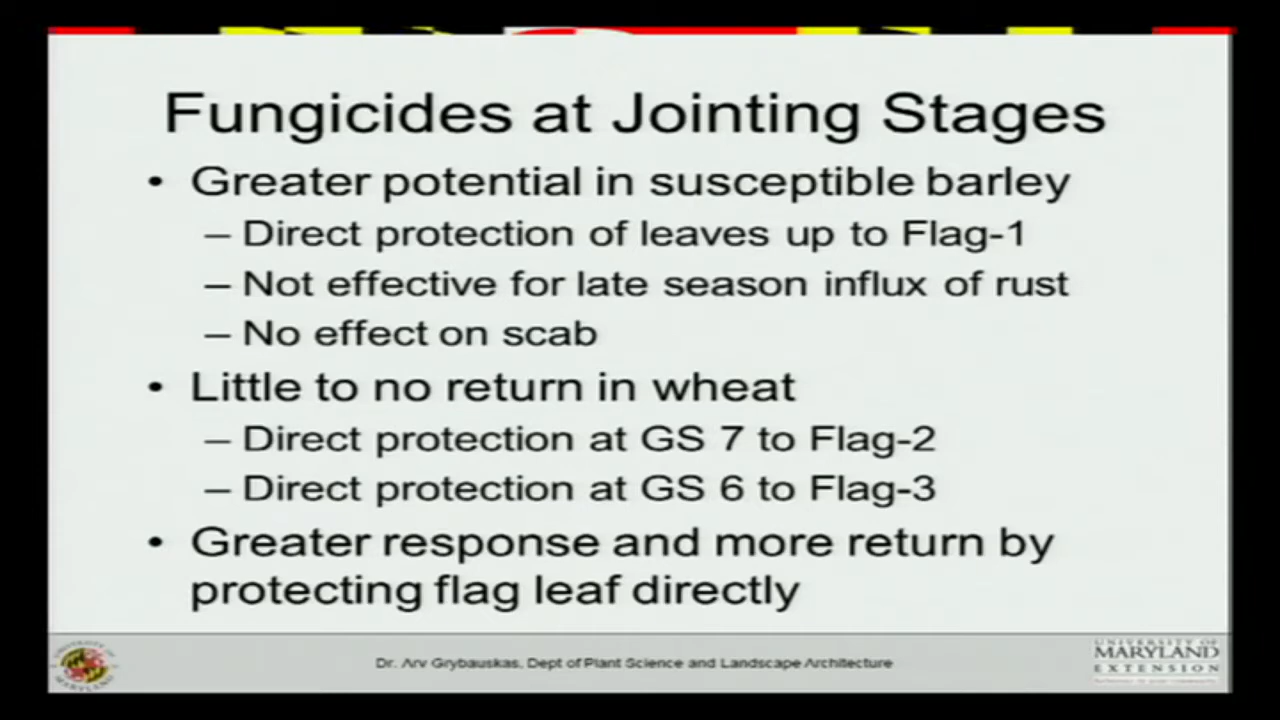 Fungicides at Jointing Stages
• Greater potential in susceptible barley
– Direct protection of leaves up to Flag-1
– Not effective for late season influx of rust
– No effect on scab
• Little to no return in wheat
– Direct protection at GS 7 to Flag-2
– Direct protection at GS 6 to Flag-3
• Greater response and more return by
protecting flag leaf directly
Dr. Arv Grybauskas, Dept of Plant Science and Landscape Architecture
UNIVERSITY OF
MARYLAND
EXTENSION
UNIVERSITY OF
MARYLAND